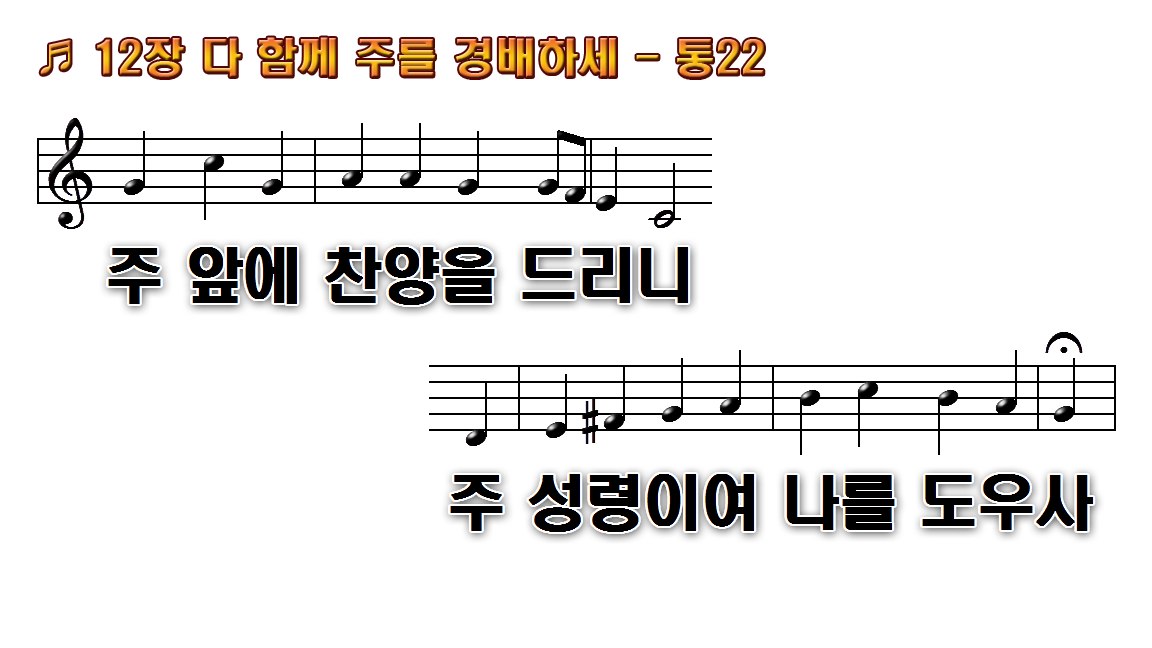 ♬ 12장 다 함께 주를 경배하세 - 통22
주 앞에 찬양을 드리니
주 성령이여 나를 도우사